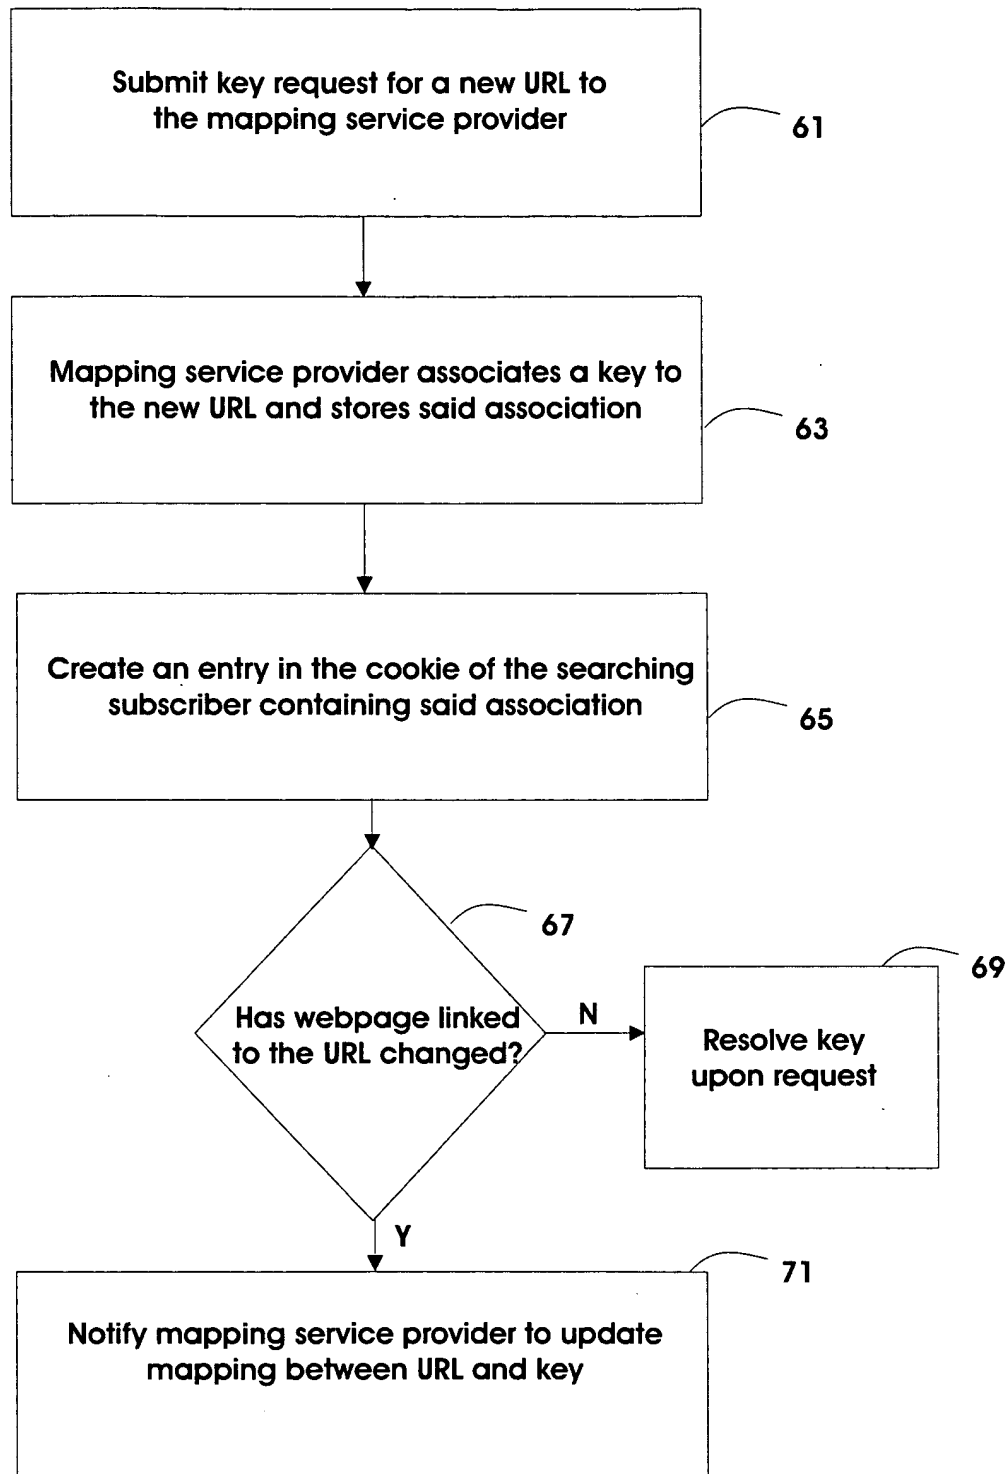 Submit key request for a new URL to
the mapping service provider
61
Mapping service provider associates a key to
the new URL and stores said association
63
Create an entry in the cookie of the searching
subscriber containing said association
65
67
Has webpage linked
to the URL changed?
N
69
Resolve key
upon request
Y
71
Notify mapping service provider to update
mapping between URL and key